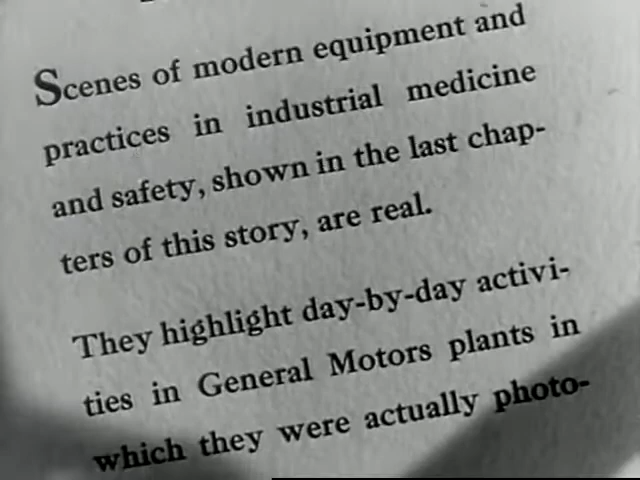 Scenes of modern equipment and
practices in industrial medicine
and safety, shown in the last chap-
ters of this story, are real.
They highlight day-by-day activi-
ties in General Motors plants in
which they were actually photo-